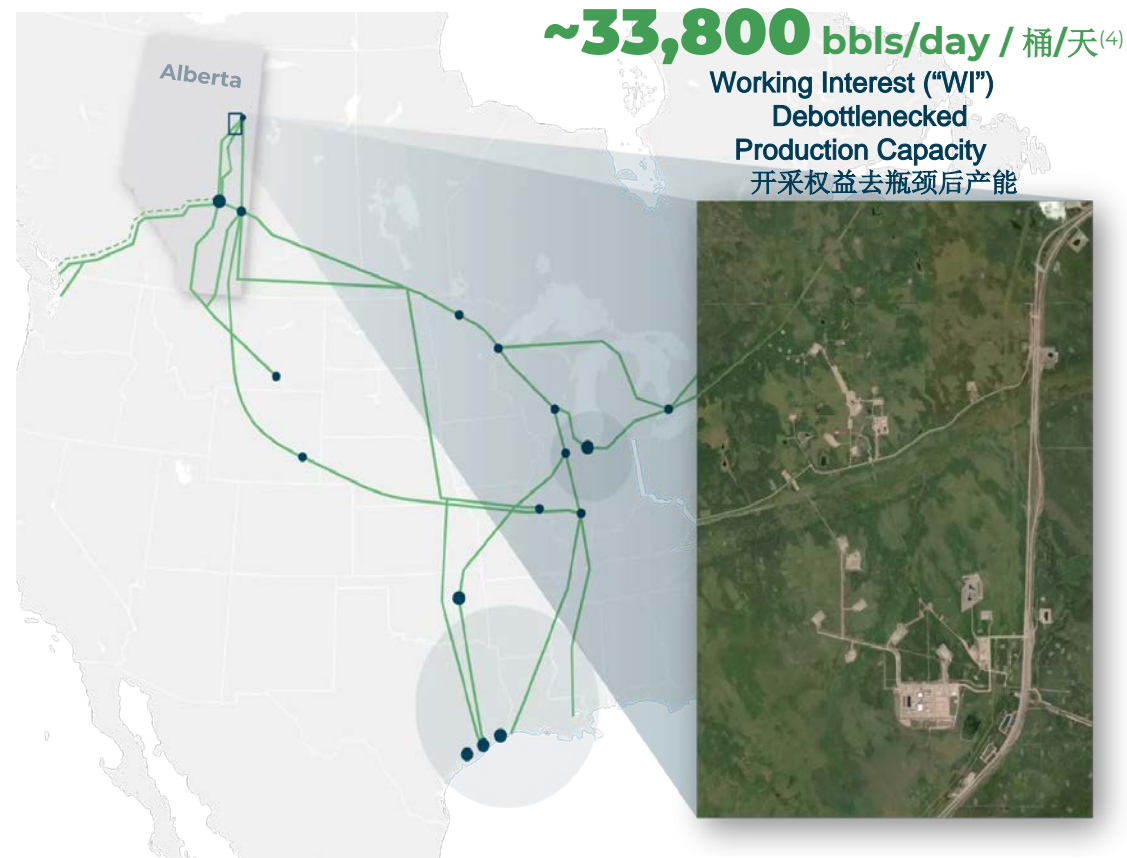 ~33,800 bbls/day / 桶/天(4)
Working Interest (“WI”)
Debottlenecked
Production Capacity
开采权益去瓶颈后产能
Alberta